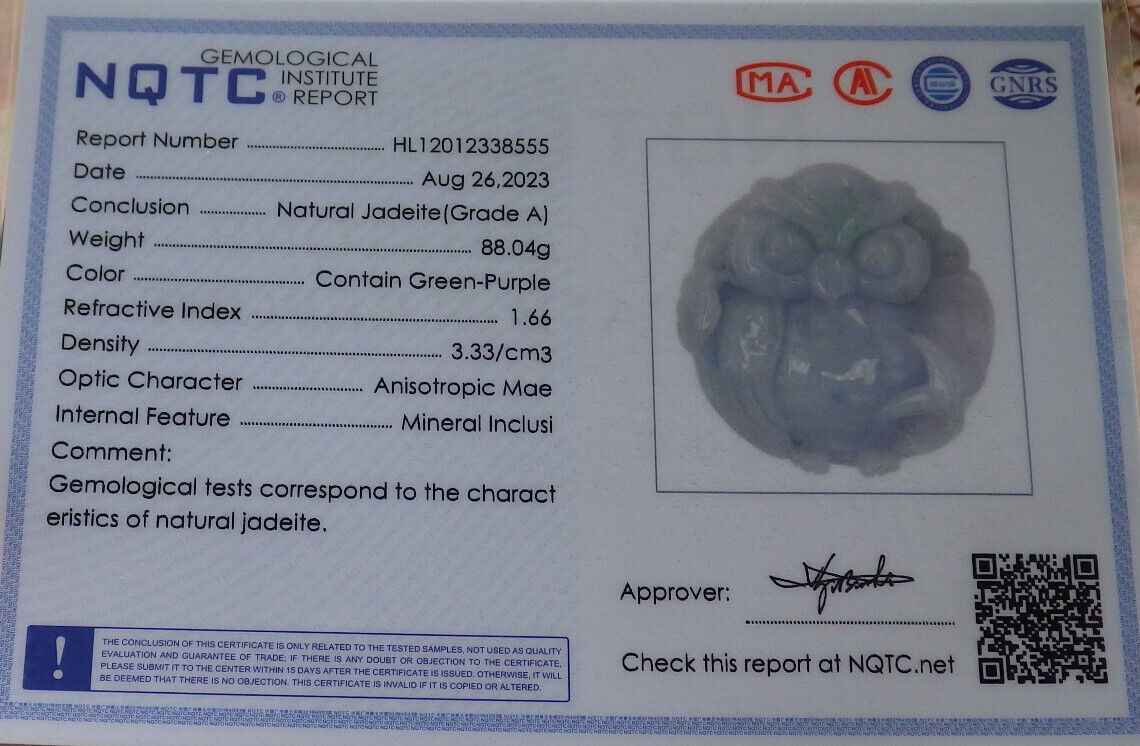 NQTC® GEMOLOGICAL INSTITUTE REPORT
MA
GNRS
Report Number ........ HL12012338555
Date ........ Aug 26,2023
Conclusion ........ Natural Jadeite(Grade A)
Weight ........ 88.04g
Color ........ Contain Green-Purple
Refractive Index ........ 1.66
Density ........ 3.33/cm3
Optic Character ........ Anisotropic Mae
Internal Feature ........ Mineral Inclusi
Comment:
Gemological tests correspond to the charact
eristics of natural jadeite.
Approver:
Check this report at NQTC.net
!
THE CONCLUSION OF THIS CERTIFICATE IS ONLY RELATED TO THE TESTED SAMPLES, NOT USED AS QUALITY
EVALUATION AND GUARANTEE OF TRADE; IF THERE IS ANY DOUBT OR OBJECTION TO THE CERTIFICATE,
PLEASE SUBMIT IT TO THE CENTER WITHIN 15 DAYS AFTER THE CERTIFICATE IS ISSUED. OTHERWISE, IT WILL
BE DEEMED THAT THERE IS NO OBJECTION. THIS CERTIFICATE IS INVALID IF IT IS COPIED OR ALTERED.